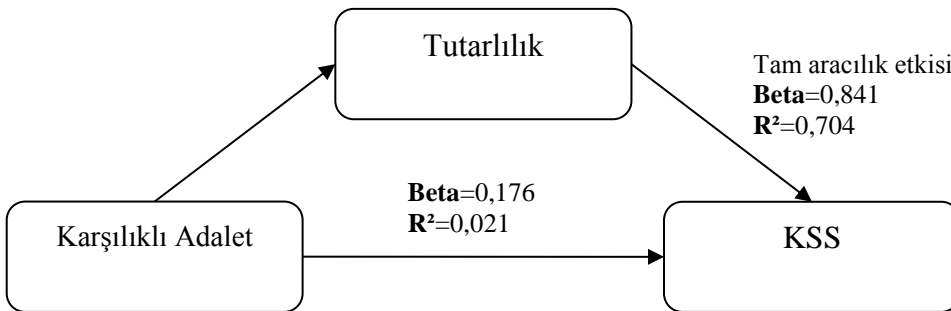 Tutarlılık
Tam aracılık etkisi
Beta=0,841
R²=0,704
Beta=0,176
R²=0,021
Karşılıklı Adalet
KSS